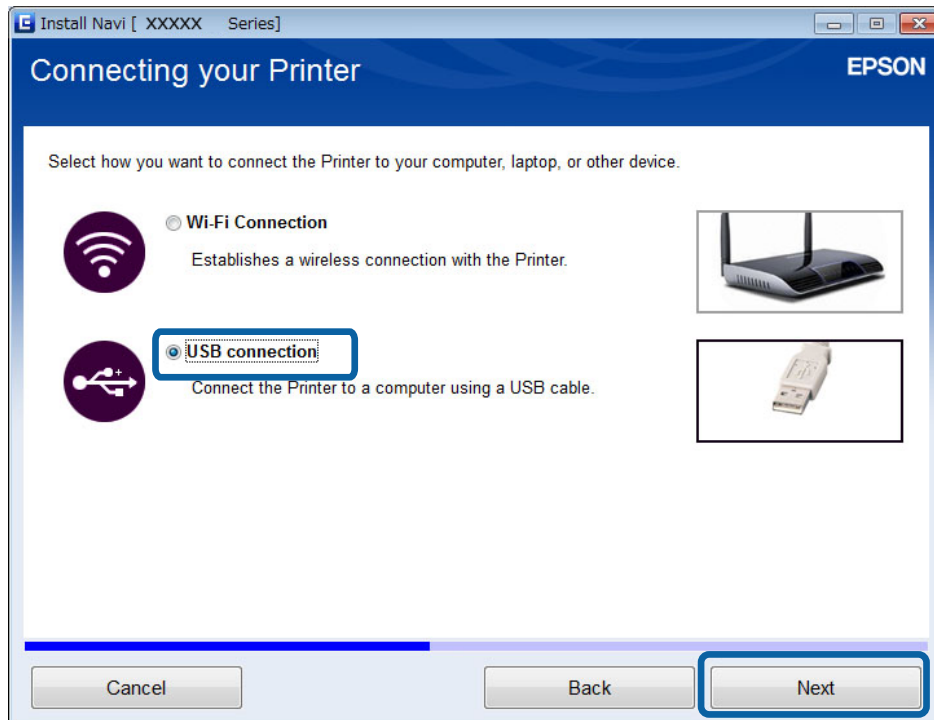 Install Navi [ XXXXX Series]
Connecting your Printer
EPSON
Select how you want to connect the Printer to your computer, laptop, or other device.
Wi-Fi Connection
Establishes a wireless connection with the Printer.
USB connection
Connect the Printer to a computer using a USB cable.
Cancel
Back
Next